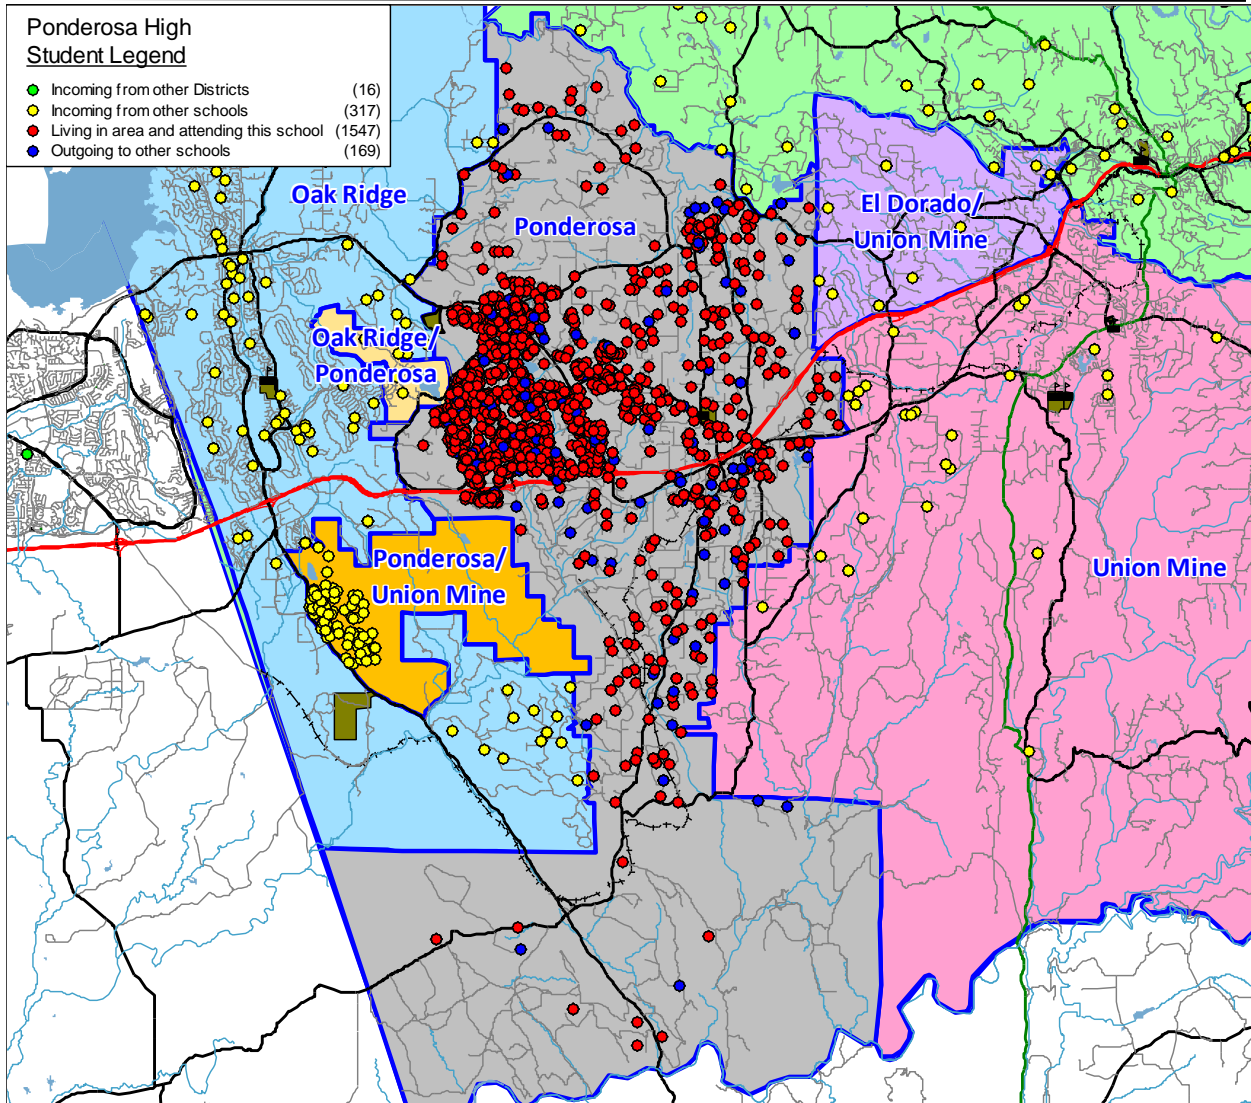 Ponderosa High
Student Legend
Incoming from other Districts (16)
Incoming from other schools (317)
Living in area and attending this school (1547)
Outgoing to other schools (169)
Oak Ridge
Ponderosa
El Dorado/
Union Mine
Oak Ridge/
Ponderosa
Ponderosa/
Union Mine
Union Mine